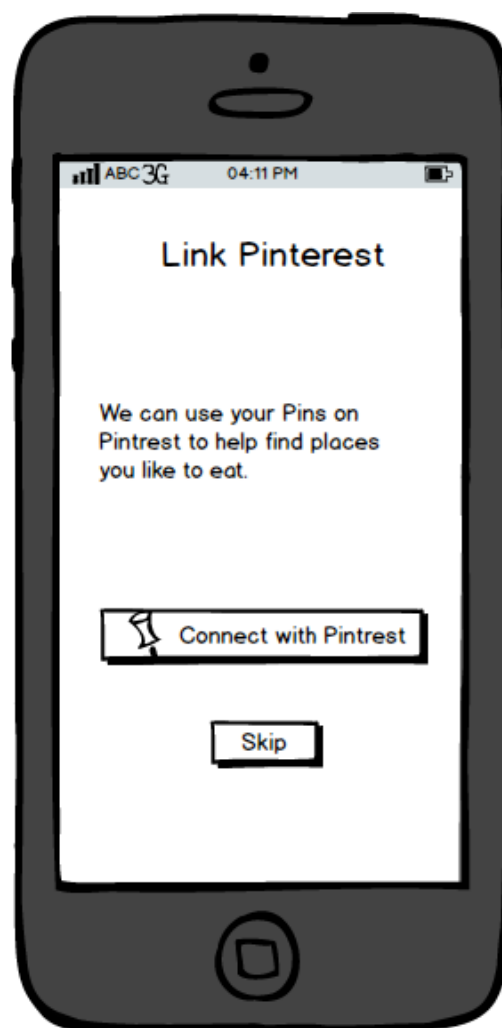 ABC 3G 04:11 PM
Link Pinterest
We can use your Pins on
Pintrest to help find places
you like to eat.
Connect with Pintrest
Skip